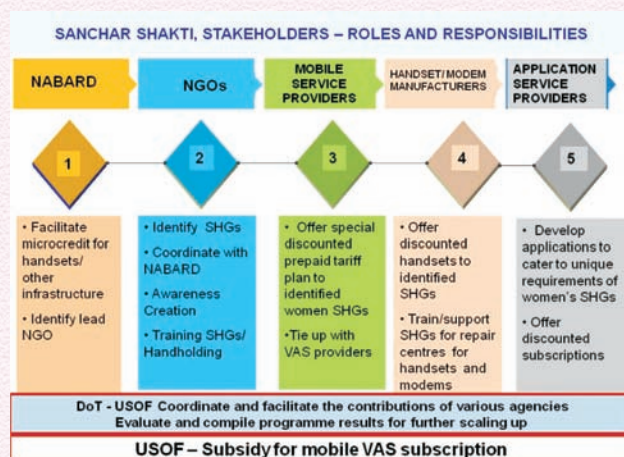 SANCHAR SHAKTI, STAKEHOLDERS – ROLES AND RESPONSIBILITIES
NABARD
NGOs
MOBILE
SERVICE
PROVIDERS
HANDSET/ MODEM
MANUFACTURERS
APPLICATION
SERVICE
PROVIDERS
1
2
3
4
5
• Facilitate
microcredit for
handsets/
other
infrastructure
• Identify lead
NGO
• Identify SHGs
• Coordinate with
NABARD
• Awareness
Creation
• Training SHGs/
Handholding
• Offer special
discounted
prepaid tariff
plan to
identified
women SHGs
• Tie up with
VAS providers
• Offer
discounted
handsets to
identified
SHGs
• Train/support
SHGs for repair
centres for
handsets and
modems
• Develop
applications to
cater to unique
requirements of
women's SHGs
• Offer
discounted
subscriptions
DoT - USOF Coordinate and facilitate the contributions of various agencies
Evaluate and compile programme results for further scaling up
USOF – Subsidy for mobile VAS subscription